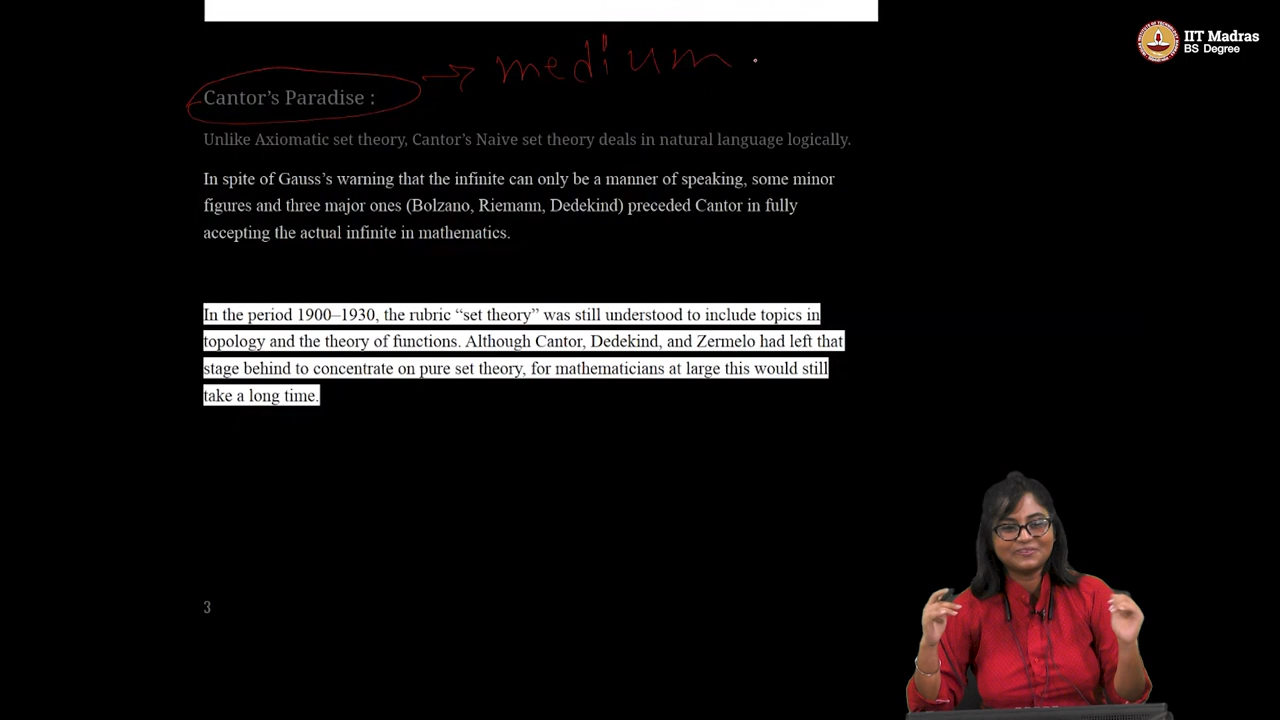 IIT Madras
BS Degree
medium
Cantor’s Paradise :
Unlike Axiomatic set theory, Cantor’s Naive set theory deals in natural language logically.
In spite of Gauss’s warning that the infinite can only be a manner of speaking, some minor
figures and three major ones (Bolzano, Riemann, Dedekind) preceded Cantor in fully
accepting the actual infinite in mathematics.
In the period 1900–1930, the rubric “set theory” was still understood to include topics in
topology and the theory of functions. Although Cantor, Dedekind, and Zermelo had left that
stage behind to concentrate on pure set theory, for mathematicians at large this would still
take a long time.
3